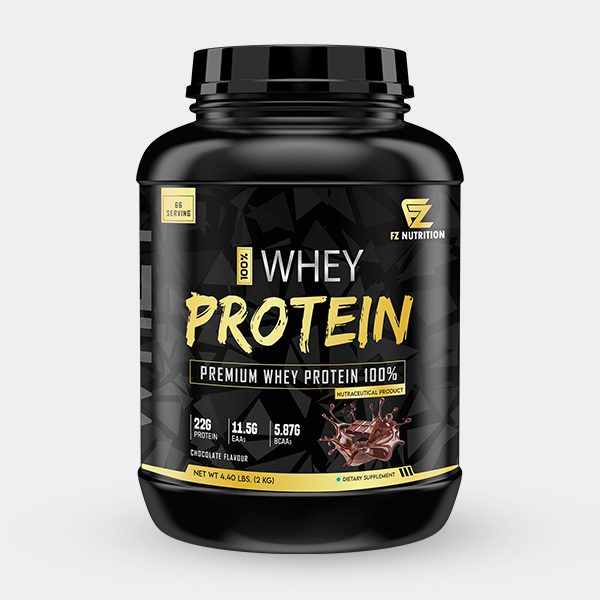 66
SERVING
FZ NUTRITION
100%
WHEY
PROTEIN
PREMIUM WHEY PROTEIN 100%
NUTRACEUTICAL PRODUCT
22G
PROTEIN
11.5G
EAAs
5.87G
BCAAs
CHOCOLATE FLAVOUR
NET WT 4.40 LBS. (2 KG)
DIETARY SUPPLEMENT